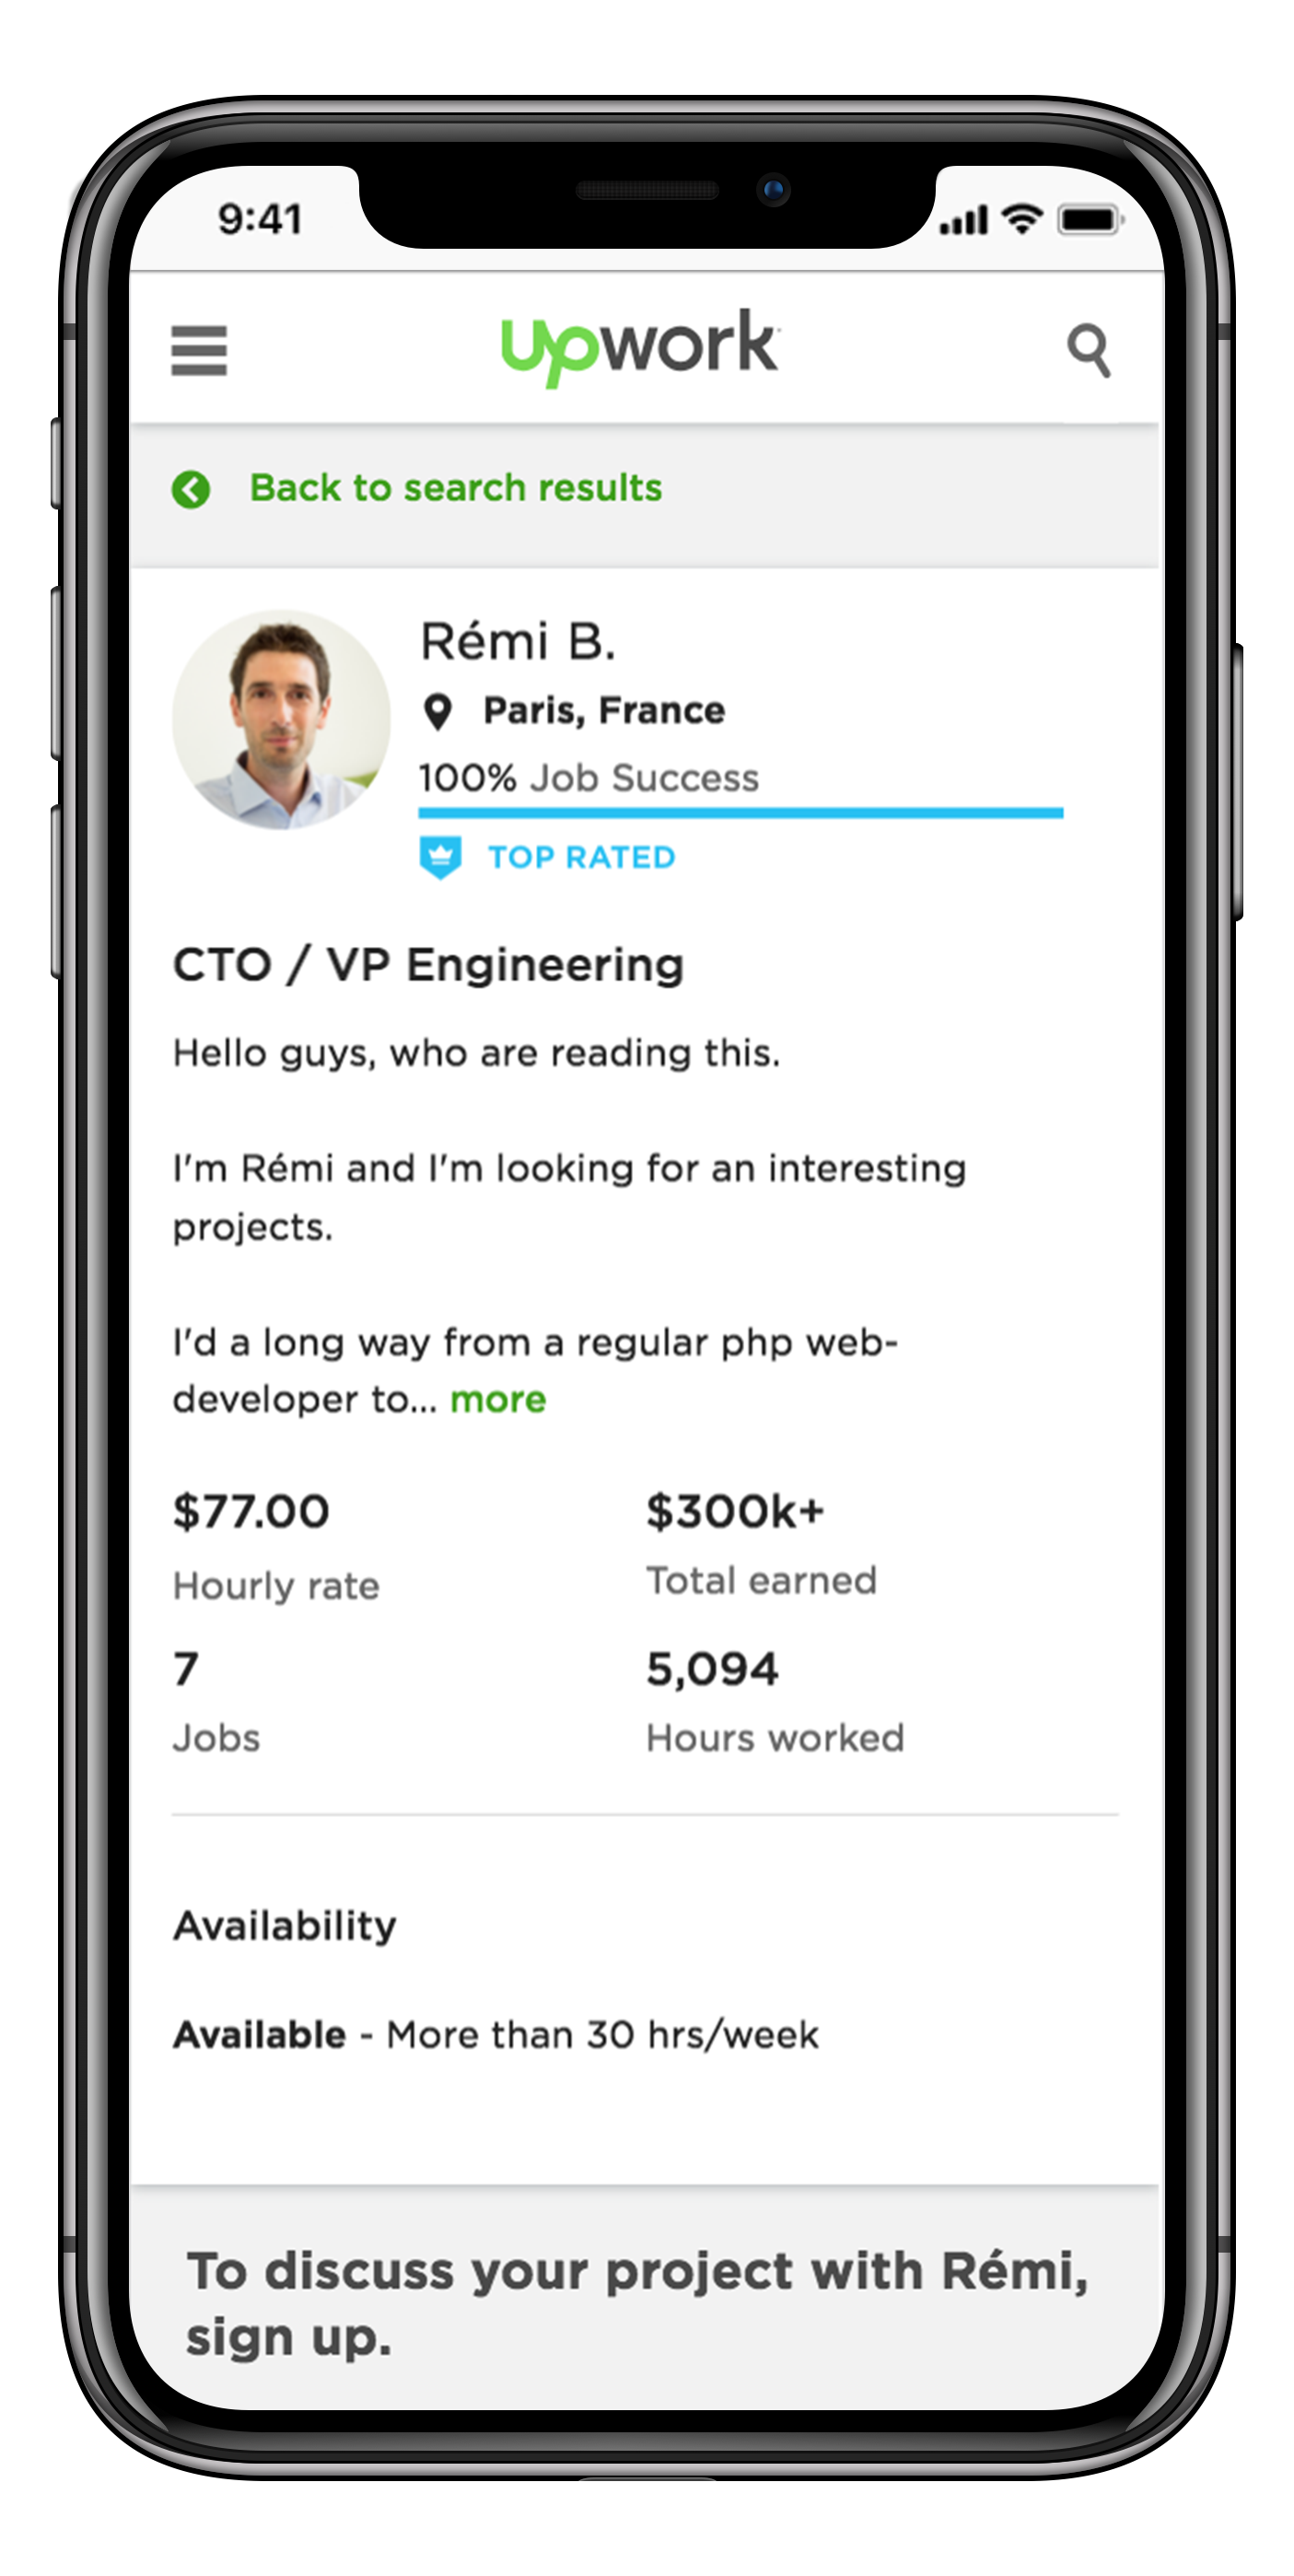 9:41
upwork
Back to search results
Rémi B.
Paris, France
100% Job Success
TOP RATED
CTO / VP Engineering
Hello guys, who are reading this.
I'm Rémi and I'm looking for an interesting
projects.
I'd a long way from a regular php web-
developer to... more
$77.00 $300k+
Hourly rate Total earned
7 5,094
Jobs Hours worked
Availability
Available - More than 30 hrs/week
To discuss your project with Rémi,
sign up.